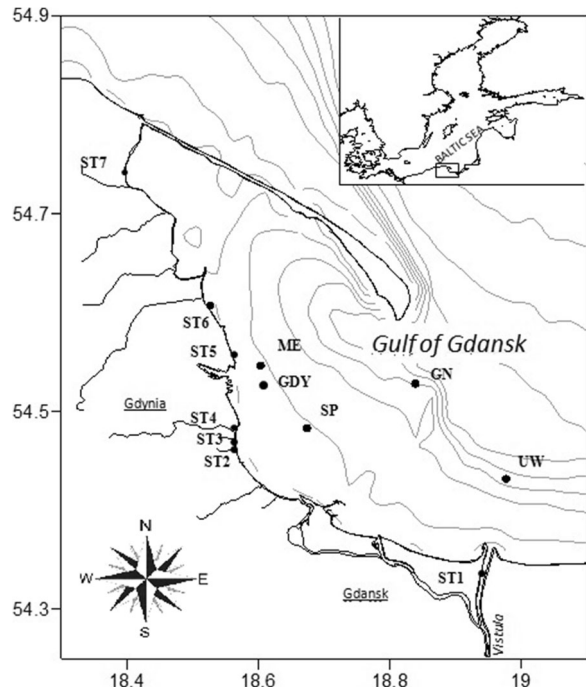 54.9
BALTIC SEA
ST7
54.7
ST6
ST5
ME
Gulf of Gdansk
GDY
GN
Gdynia
SP
54.5
ST4
ST3
ST2
UW
N
W
E
S
ST1
Gdansk
Vistula
54.3
18.4
18.6
18.8
19